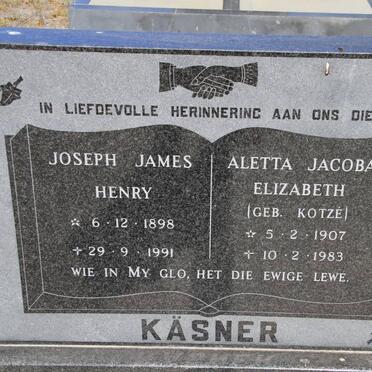 IN LIEFDEVOLLE HERINNERING AAN ONS DIE
JOSEPH JAMES
HENRY
☆ 6·12·1898
✝ 29·9·1991
ALETTA JACOBA
ELIZABETH
(GEB. KOTZÉ)
☆ 5·2·1907
✝ 10·2·1983
WIE IN MY GLO, HET DIE EWIGE LEWE.
KÄSNER